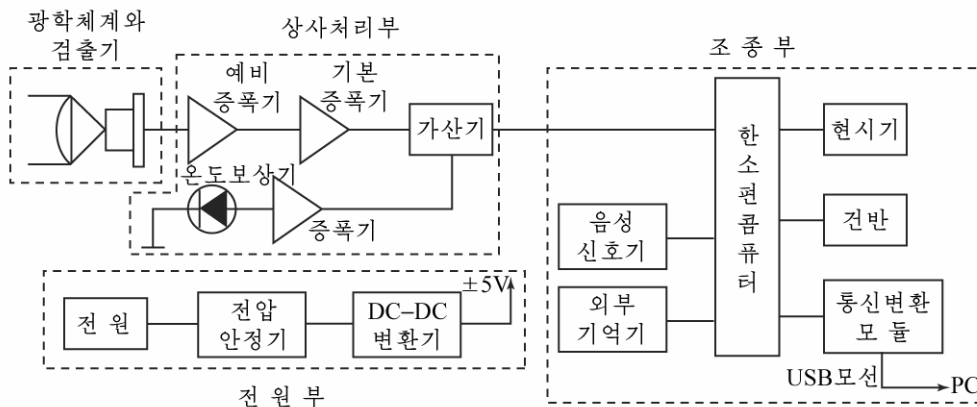 광학체계와
검출기
상사처리부
예비
증폭기
기본
증폭기
가산기
온도보상기
증폭기
±5V
전 원
전압
안정기
DC–DC
변환기
전 원 부
조 종 부
한
소
편
콤
퓨
터
현시기
건반
음성
신호기
외부
기억기
통신변환
모 듈
USB모선
PC